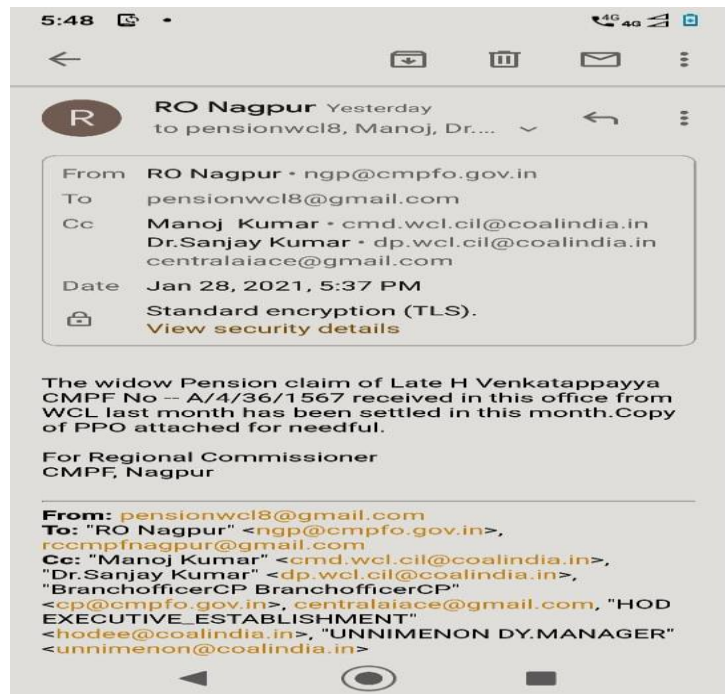 5:48
4G 4G
R
RO Nagpur Yesterday
to pensionwcl8, Manoj, Dr....
From RO Nagpur • ngp@cmpfo.gov.in
To pensionwcl8@gmail.com
Cc Manoj Kumar • cmd.wcl.cil@coalindia.in
Dr.Sanjay Kumar • dp.wcl.cil@coalindia.in
centralaiace@gmail.com
Date Jan 28, 2021, 5:37 PM
Standard encryption (TLS).
View security details
The widow Pension claim of Late H Venkatappayya
CMPF No -- A/4/36/1567 received in this office from
WCL last month has been settled in this month.Copy
of PPO attached for needful.
For Regional Commissioner
CMPF, Nagpur
From: pensionwcl8@gmail.com
To: "RO Nagpur" <ngp@cmpfo.gov.in>,
rccmpfnagpur@gmail.com
Cc: "Manoj Kumar" <cmd.wcl.cil@coalindia.in>,
"Dr.Sanjay Kumar" <dp.wcl.cil@coalindia.in>,
"BranchofficerCP BranchofficerCP"
<cp@cmpfo.gov.in>, centralaiace@gmail.com, "HOD
EXECUTIVE_ESTABLISHMENT"
<hodee@coalindia.in>, "UNNIMENON DY.MANAGER"
<unnimenon@coalindia.in>